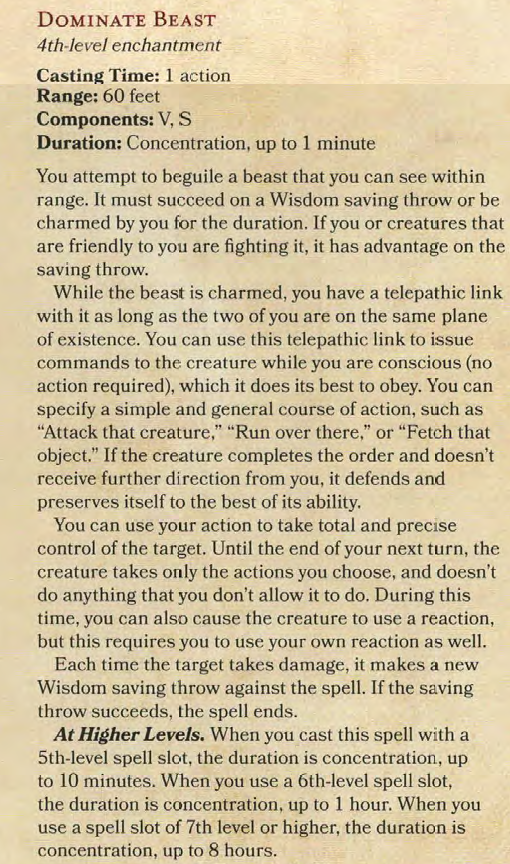 DOMINATE BEAST
4th-level enchantment
Casting Time: 1 action
Range: 60 feet
Components: V, S
Duration: Concentration, up to 1 minute
You attempt to beguile a beast that you can see within
range. It must succeed on a Wisdom saving throw or be
charmed by you for the duration. If you or creatures that
are friendly to you are fighting it, it has advantage on the
saving throw.
While the beast is charmed, you have a telepathic link
with it as long as the two of you are on the same plane
of existence. You can use this telepathic link to issue
commands to the creature while you are conscious (no
action required), which it does its best to obey. You can
specify a simple and general course of action, such as
“Attack that creature,” “Run over there,” or “Fetch that
object.” If the creature completes the order and doesn't
receive further direction from you, it defends and
preserves itself to the best of its ability.
You can use your action to take total and precise
control of the target. Until the end of your next turn, the
creature takes only the actions you choose, and doesn't
do anything that you don't allow it to do. During this
time, you can also cause the creature to use a reaction,
but this requires you to use your own reaction as well.
Each time the target takes damage, it makes a new
Wisdom saving throw against the spell. If the saving
throw succeeds, the spell ends.
At Higher Levels. When you cast this spell with a
5th-level spell slot, the duration is concentration, up
to 10 minutes. When you use a 6th-level spell slot,
the duration is concentration, up to 1 hour. When you
use a spell slot of 7th level or higher, the duration is
concentration, up to 8 hours.